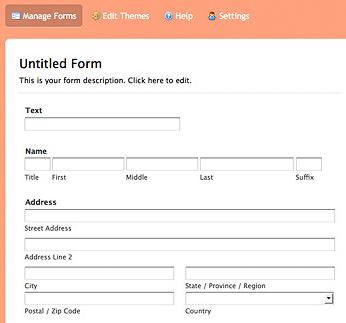 Manage Forms Edit Themes Help Settings
Untitled Form
This is your form description. Click here to edit.
Text
Name
Title First Middle Last Suffix
Address
Street Address
Address Line 2
City State / Province / Region
Postal / Zip Code Country